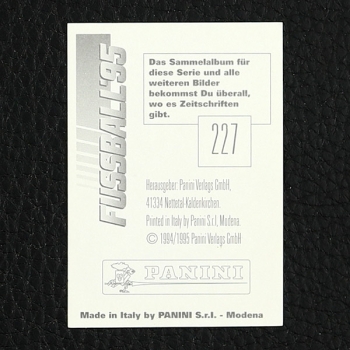 FUSSBALL'95
Das Sammelalbum für
diese Serie und alle
weiteren Bilder
bekommst Du überall,
wo es Zeitschriften
gibt.
227
Herausgeber: Panini Verlags GmbH,
41334 Nettetal-Kaldenkirchen.
Printed in Italy by Panini S.r.l., Modena.
© 1994/1995 Panini Verlags GmbH
PANINI
Made in Italy by PANINI S.r.l. - Modena